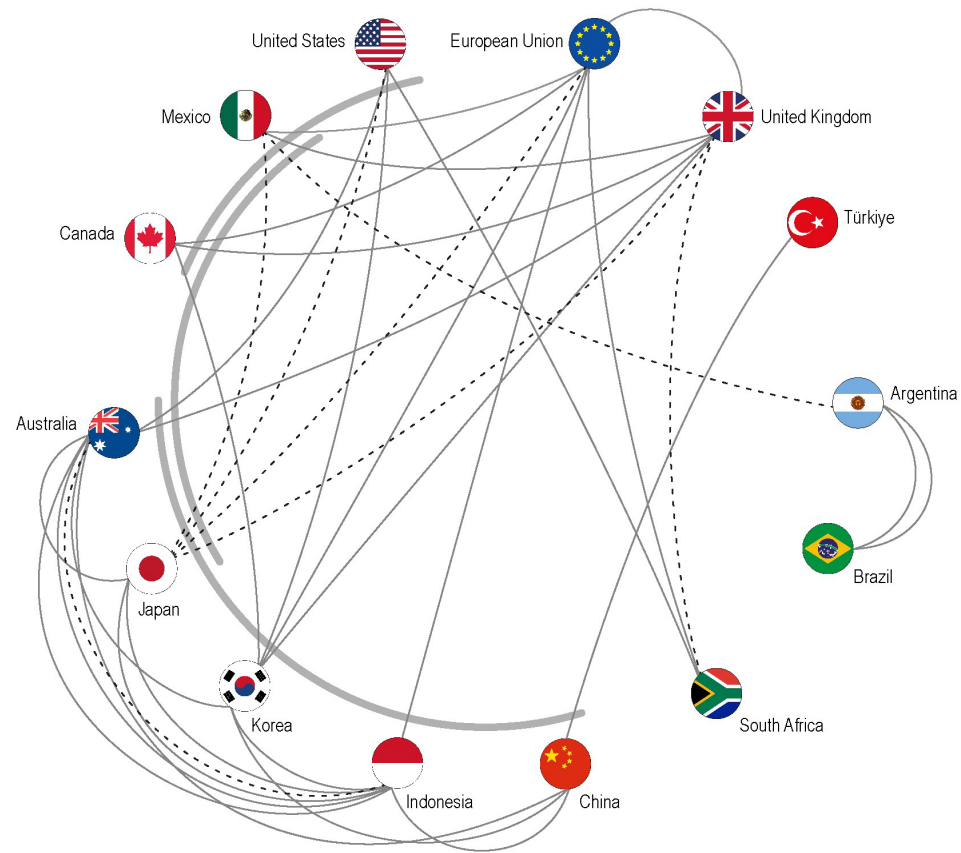 United States
European Union
Mexico
United Kingdom
Türkiye
Canada
Argentina
Australia
Brazil
Japan
Korea
South Africa
Indonesia
China